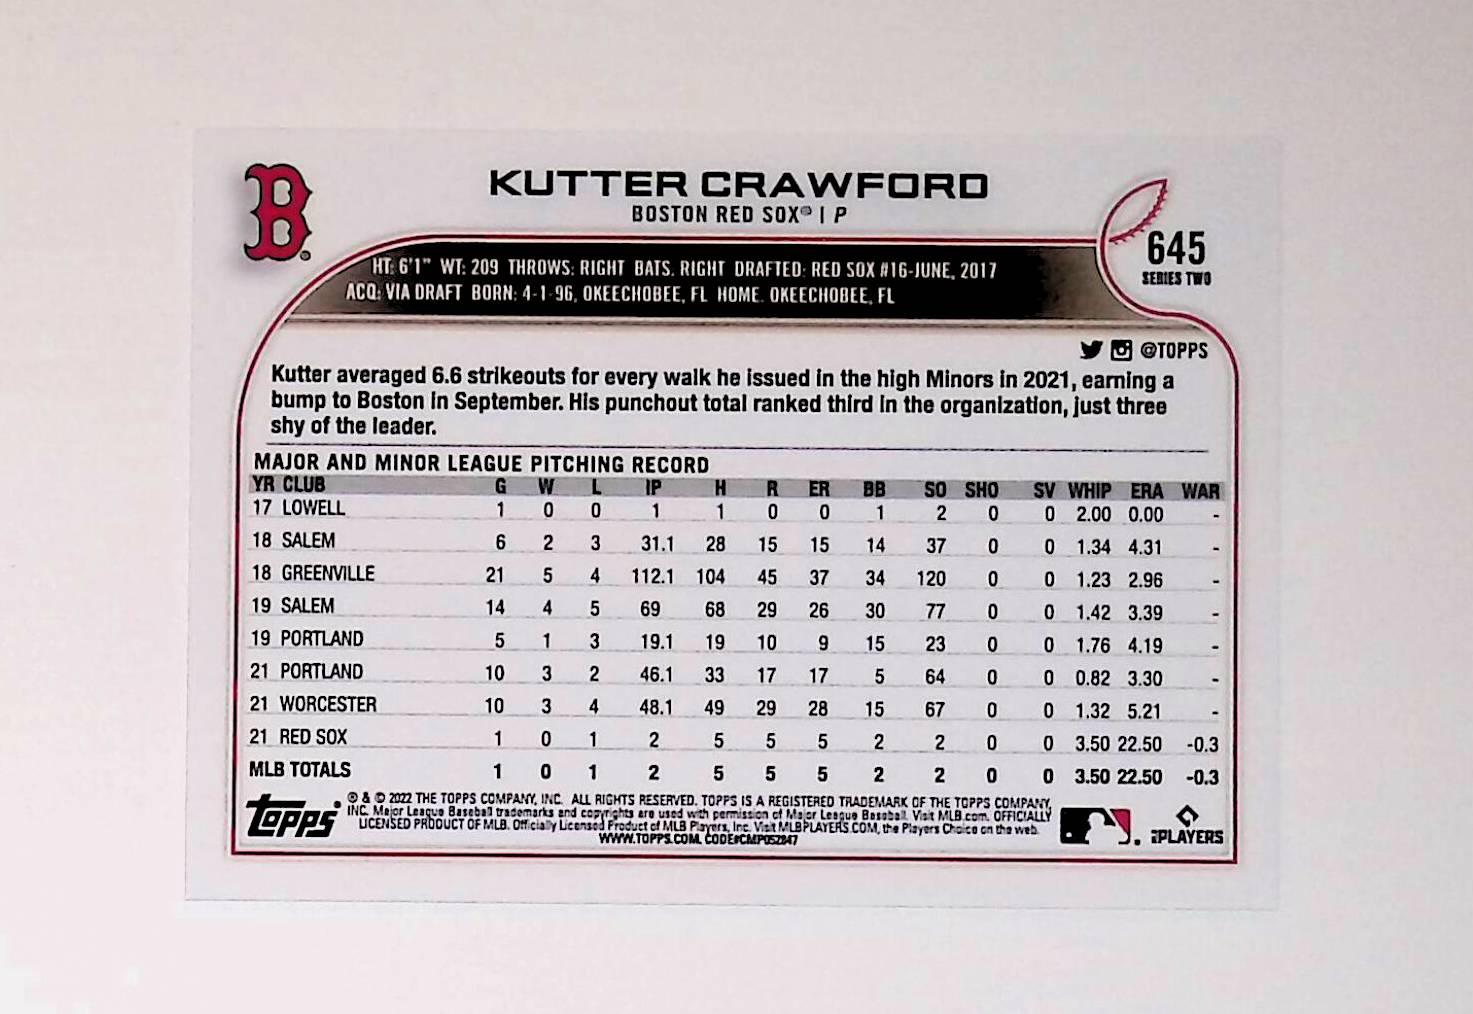 B
KUTTER CRAWFORD
BOSTON RED SOX® | P
645
SERIES TWO
HT: 6'1" WT: 209 THROWS: RIGHT BATS: RIGHT DRAFTED: RED SOX #16-JUNE, 2017
ACQ: VIA DRAFT BORN: 4-1-96, OKEECHOBEE, FL HOME: OKEECHOBEE, FL
@TOPPS
Kutter averaged 6.6 strikeouts for every walk he issued in the high Minors in 2021, earning a
bump to Boston in September. His punchout total ranked third in the organization, just three
shy of the leader.
MAJOR AND MINOR LEAGUE PITCHING RECORD
YR CLUB G W L IP H R ER BB SO SHO SV WHIP ERA WAR
17 LOWELL 1 0 0 1 1 0 0 1 2 0 0 2.00 0.00 -
18 SALEM 6 2 3 31.1 28 15 15 14 37 0 0 1.34 4.31 -
18 GREENVILLE 21 5 4 112.1 104 45 37 34 120 0 0 1.23 2.96 -
19 SALEM 14 4 5 69 68 29 26 30 77 0 0 1.42 3.39 -
19 PORTLAND 5 1 3 19.1 19 10 9 15 23 0 0 1.76 4.19 -
21 PORTLAND 10 3 2 46.1 33 17 17 5 64 0 0 0.82 3.30 -
21 WORCESTER 10 3 4 48.1 49 29 28 15 67 0 0 1.32 5.21 -
21 RED SOX 1 0 1 2 5 5 5 2 2 0 0 3.50 22.50 -0.3
MLB TOTALS 1 0 1 2 5 5 5 2 2 0 0 3.50 22.50 -0.3
topps
® & © 2022 THE TOPPS COMPANY, INC. ALL RIGHTS RESERVED. TOPPS IS A REGISTERED TRADEMARK OF THE TOPPS COMPANY,
INC. Major League Baseball trademarks and copyrights are used with permission of Major League Baseball. Visit MLB.com. OFFICIALLY
LICENSED PRODUCT OF MLB. Officially Licensed Product of MLB Players, Inc. Visit MLBPLAYERS.COM, the Players Choice on the web.
WWW.TOPPS.COM. CODE#CMP052847
PLAYERS